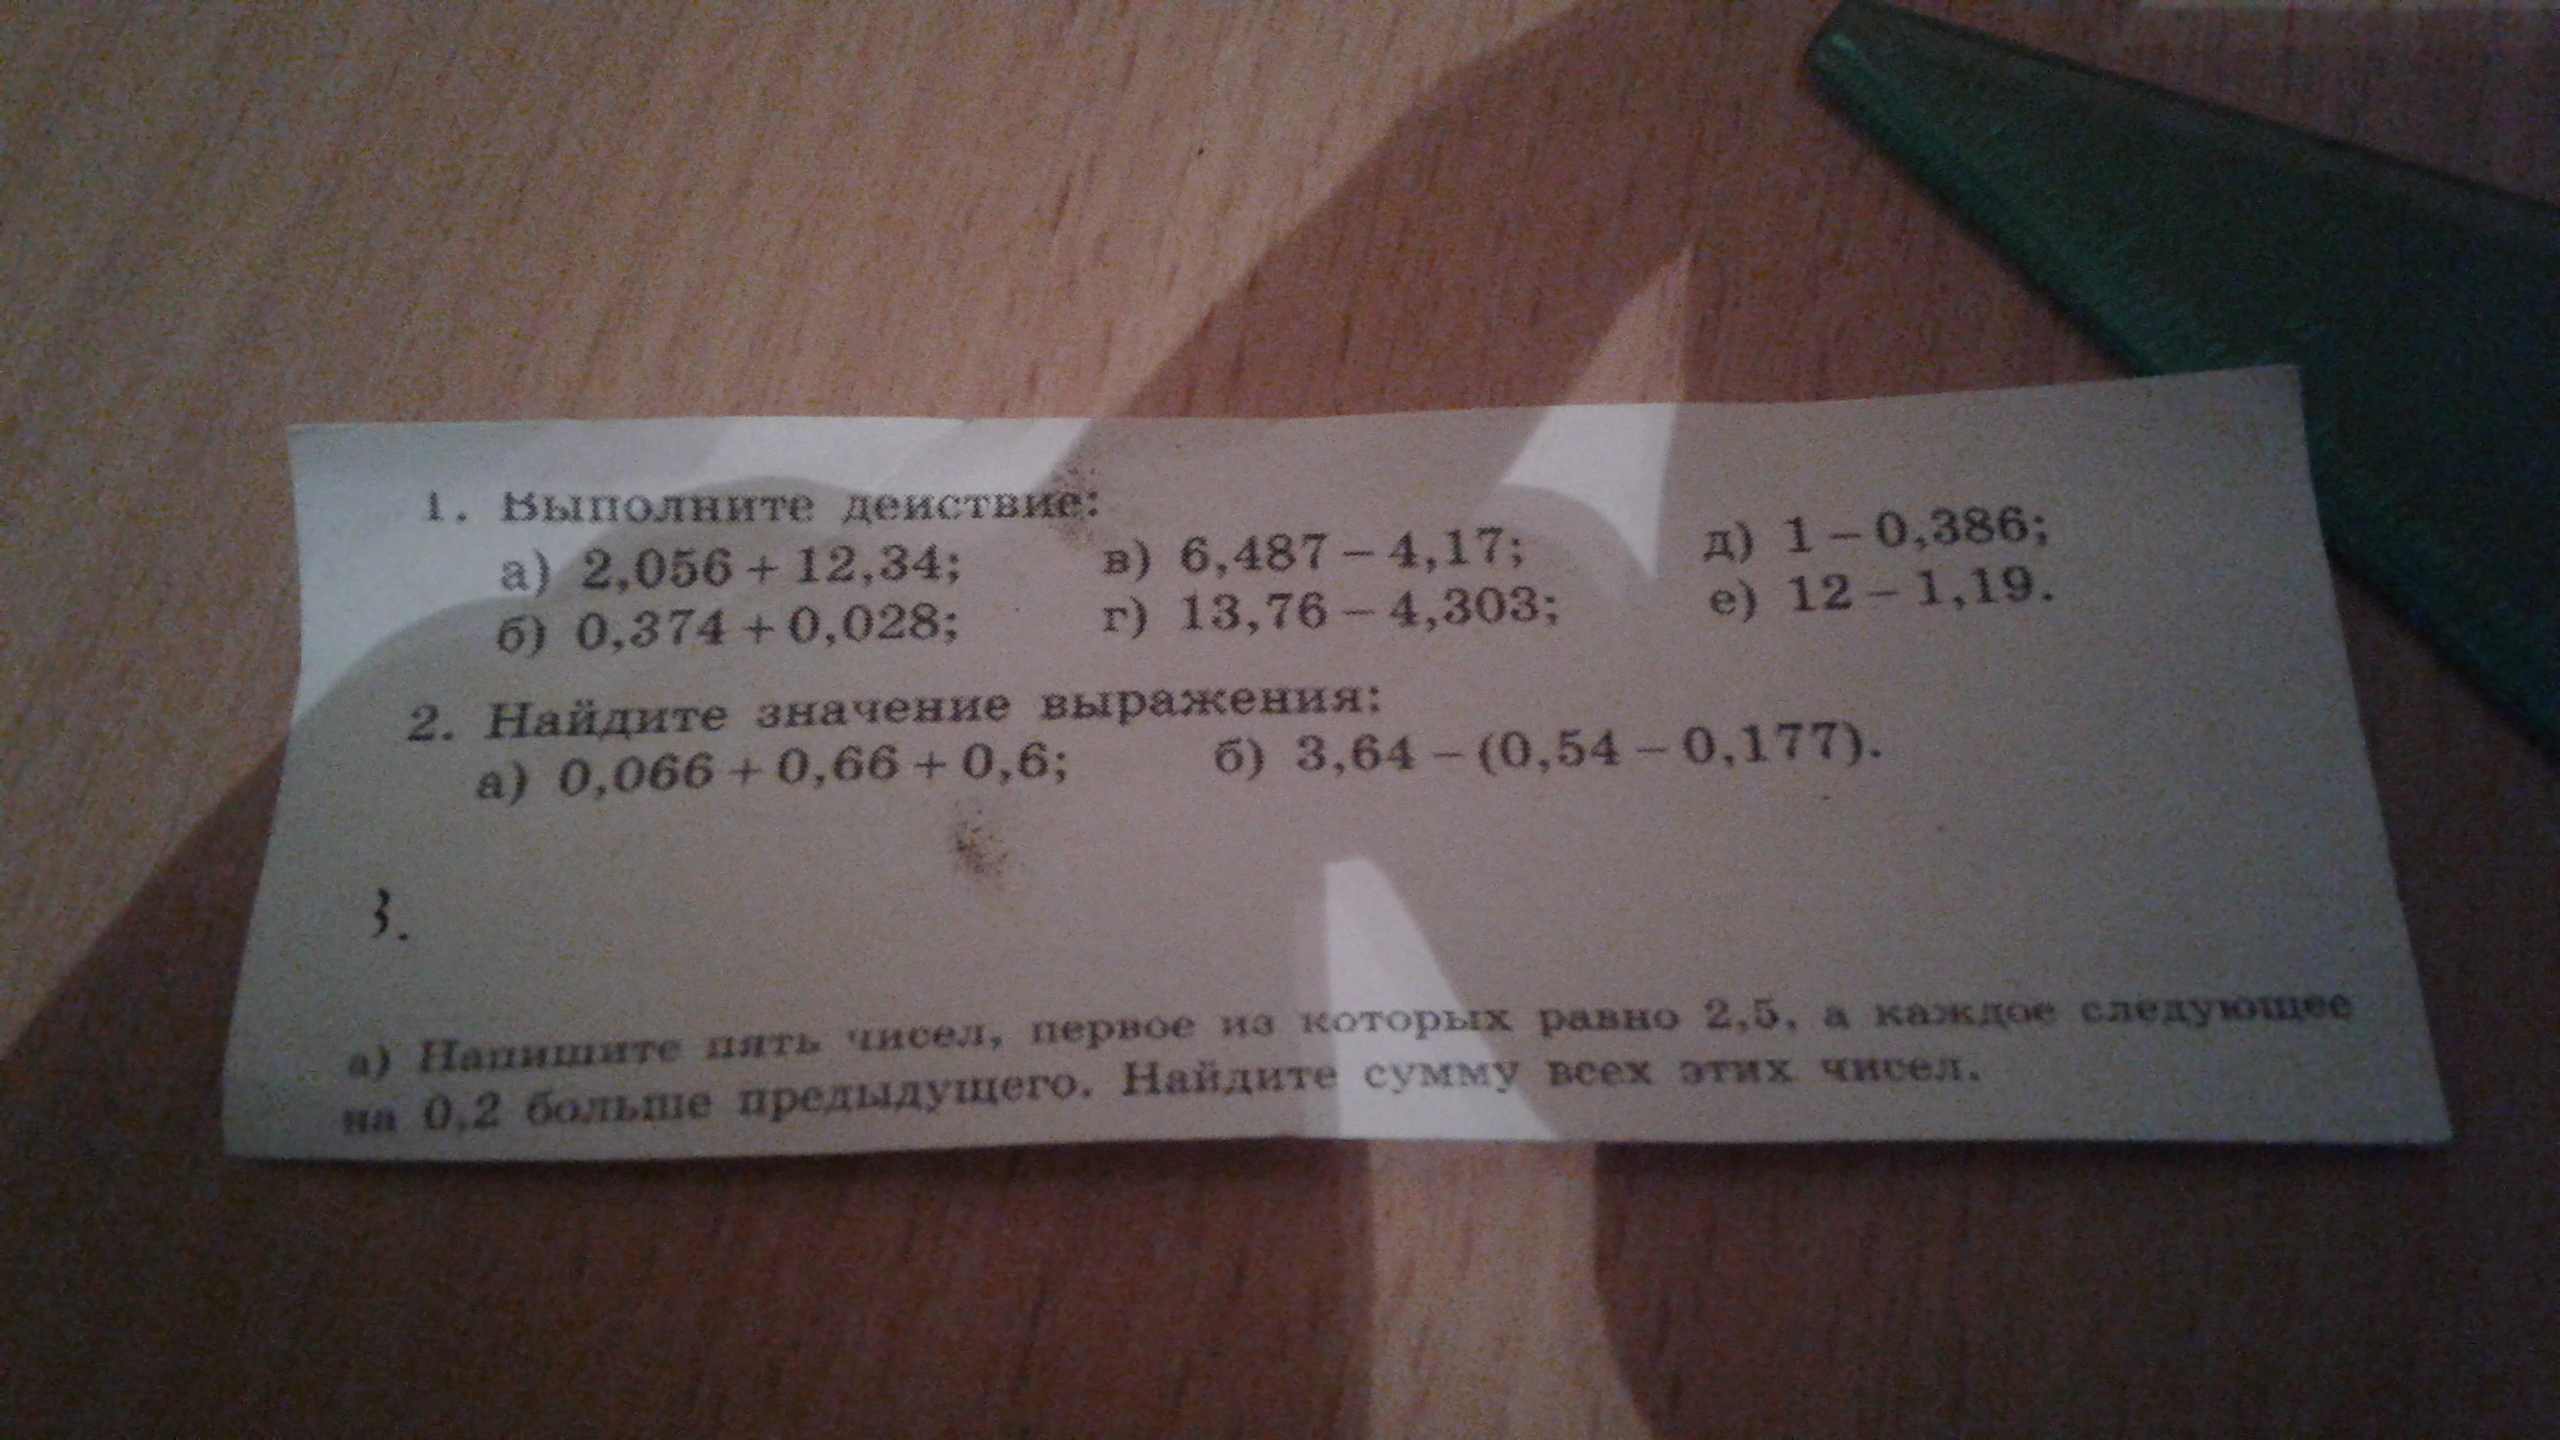 1. Выполните действие:
а) 2,056 + 12,34; в) 6,487 – 4,17; д) 1 – 0,386;
б) 0,374 + 0,028; г) 13,76 – 4,303; е) 12 – 1,19.
2. Найдите значение выражения:
а) 0,066 + 0,66 + 0,6; б) 3,64 – (0,54 – 0,177).
3.
а) Напишите пять чисел, первое из которых равно 2,5, а каждое следующее
на 0,2 больше предыдущего. Найдите сумму всех этих чисел.